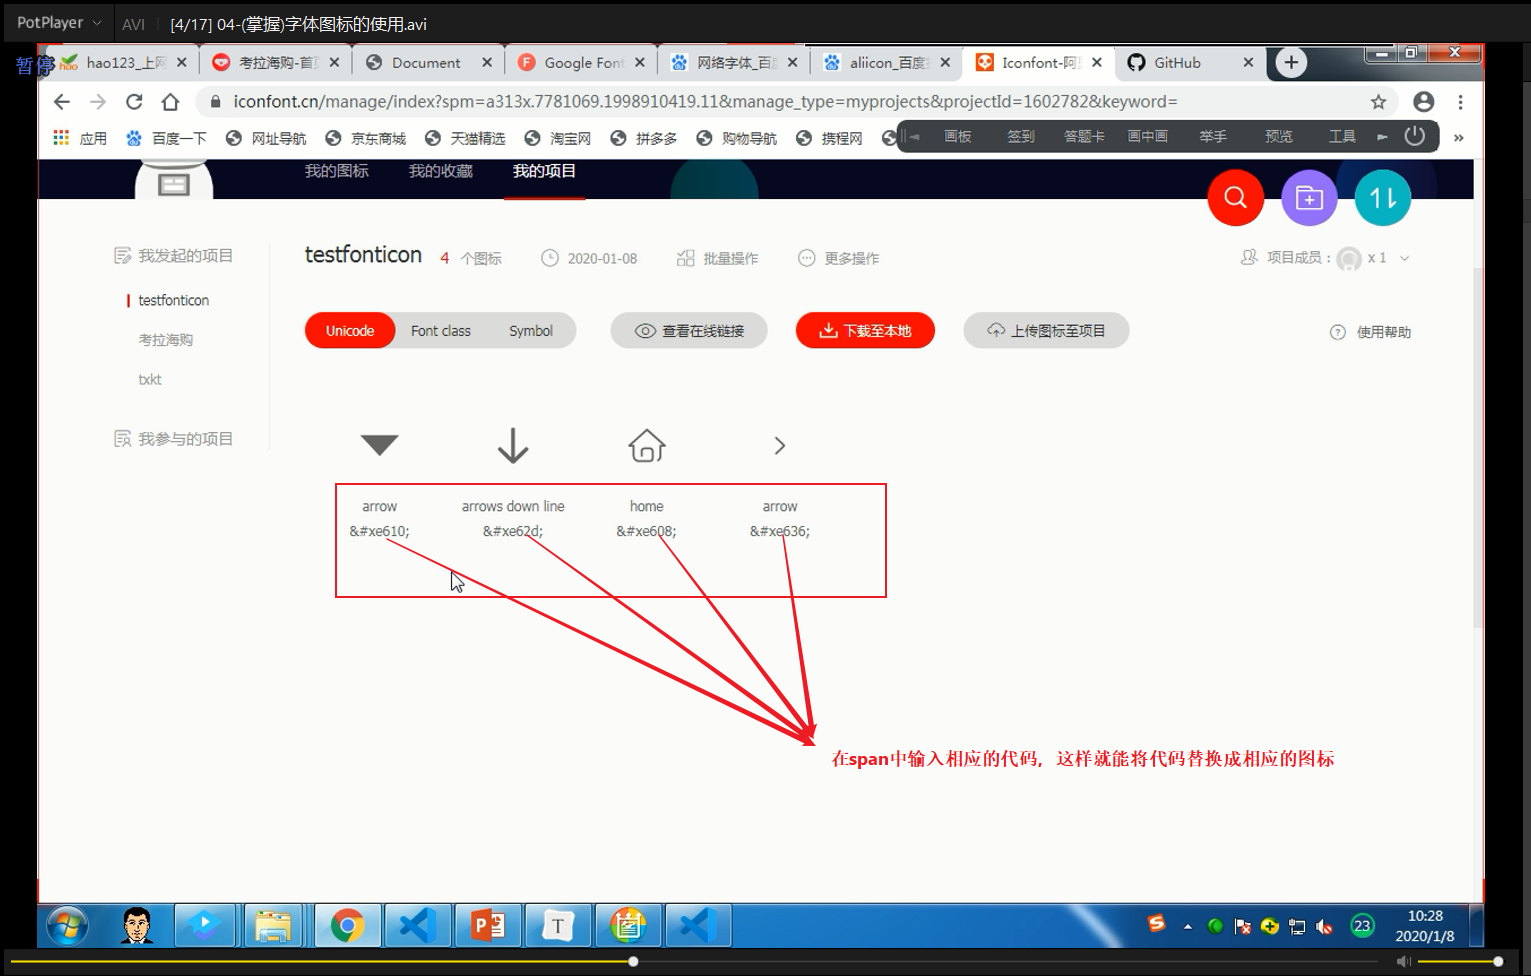 PotPlayer AVI [4/17] 04-(掌握)字体图标的使用.avi
暂停
hao123_上网 考拉海购-首页 Document Google Font 网络字体_百 aliicon_百度 Iconfont-阿 GitHub
iconfont.cn/manage/index?spm=a313x.7781069.1998910419.11&manage_type=myprojects&projectId=1602782&keyword=
应用 百度一下 网址导航 京东商城 天猫精选 淘宝网 拼多多 购物导航 携程网 画板 签到 答题卡 画中画 举手 预览 工具 »
我的图标 我的收藏 我的项目
我发起的项目
testfonticon
考拉海购
txkt
我参与的项目
testfonticon 4 个图标 2020-01-08 批量操作 更多操作 项目成员: x 1
Unicode Font class Symbol 查看在线链接 下载至本地 上传图标至项目 使用帮助
arrow arrows down line home arrow
&#xe610; &#xe62d; &#xe608; &#xe636;
在span中输入相应的代码,这样就能将代码替换成相应的图标
23
10:28
2020/1/8